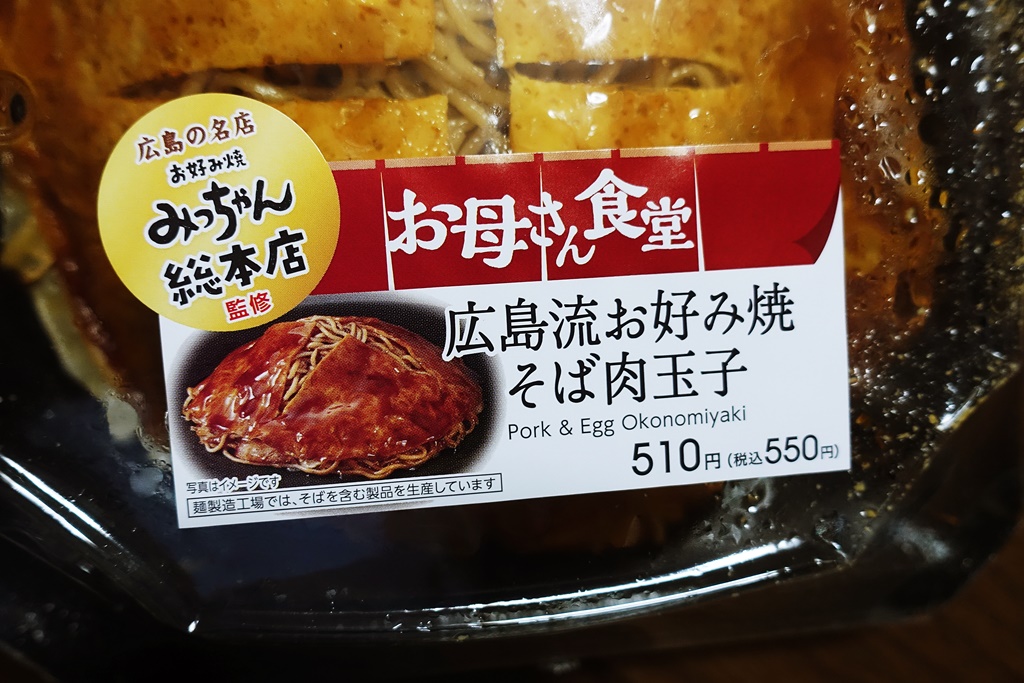 広島の名店
お好み焼
みっちゃん
総本店
監修
お母さん食堂
広島流お好み焼
そば肉玉子
Pork & Egg Okonomiyaki
510円(税込550円)
写真はイメージです
麺製造工場では、そばを含む製品を生産しています